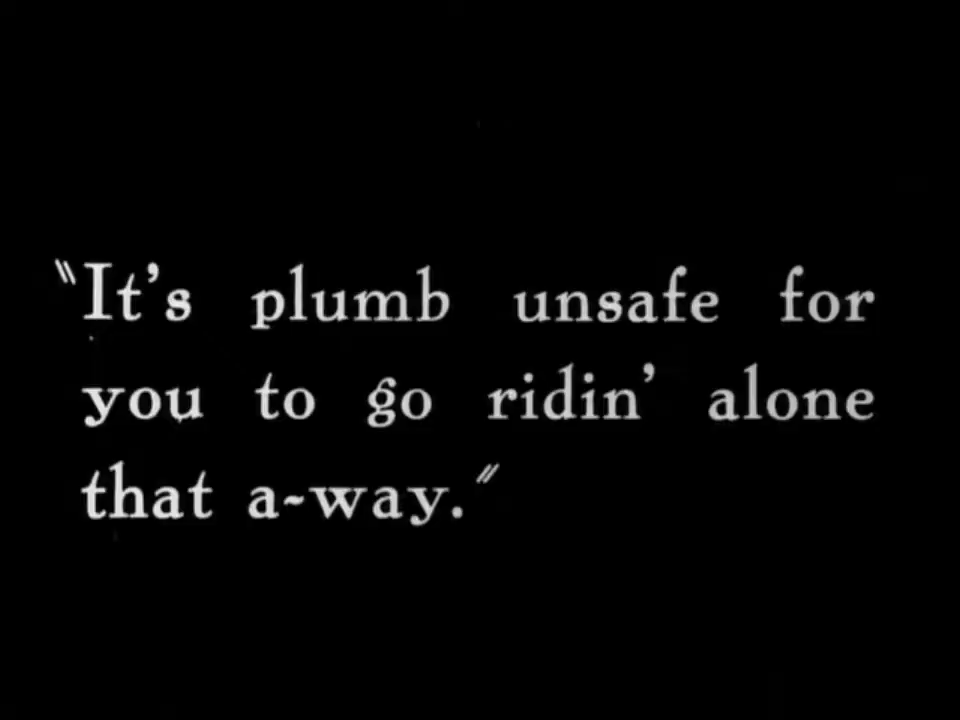 "It's plumb unsafe for
you to go ridin' alone
that a-way."